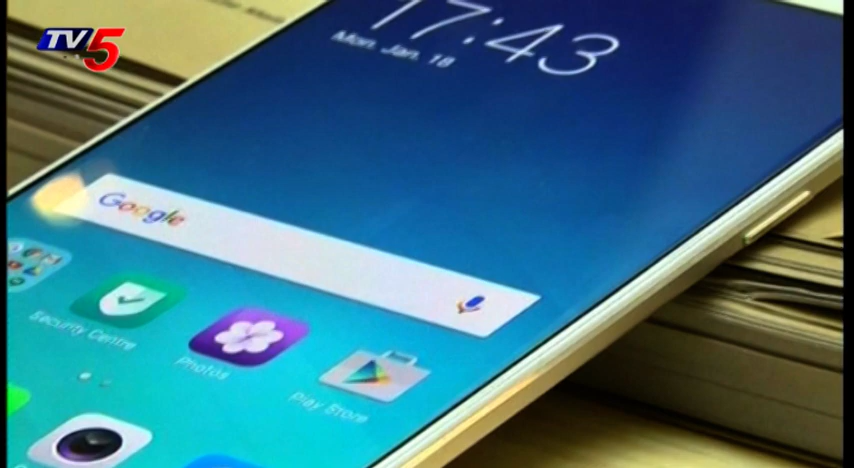 TV5
17:43
Mon. Jan. 18
Google
Security Centre
Photos
Play Store